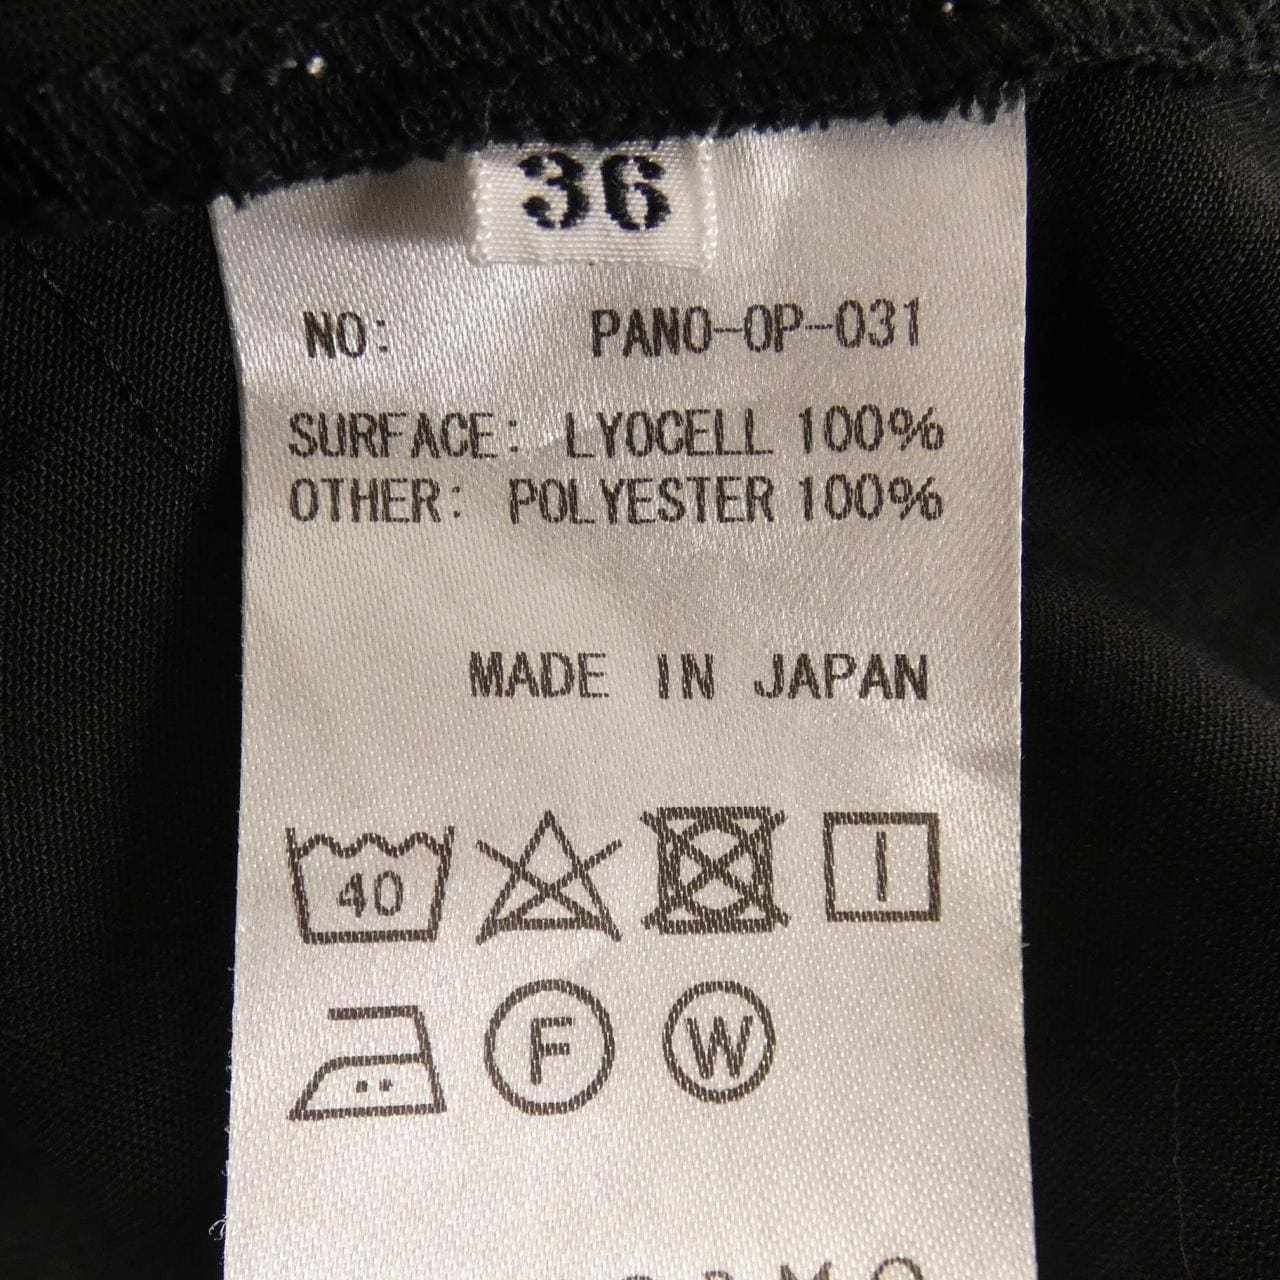 36
NO: PANO-OP-031
SURFACE: LYOCELL 100%
OTHER: POLYESTER 100%
MADE IN JAPAN
40
F W